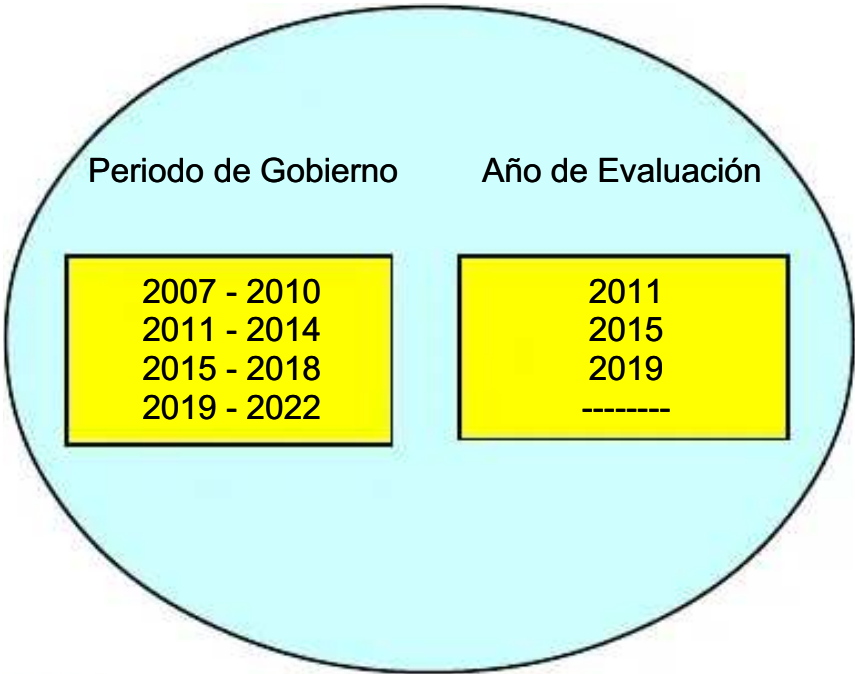 Periodo de Gobierno
Año de Evaluación
2007 - 2010
2011 - 2014
2015 - 2018
2019 - 2022
2011
2015
2019
--------